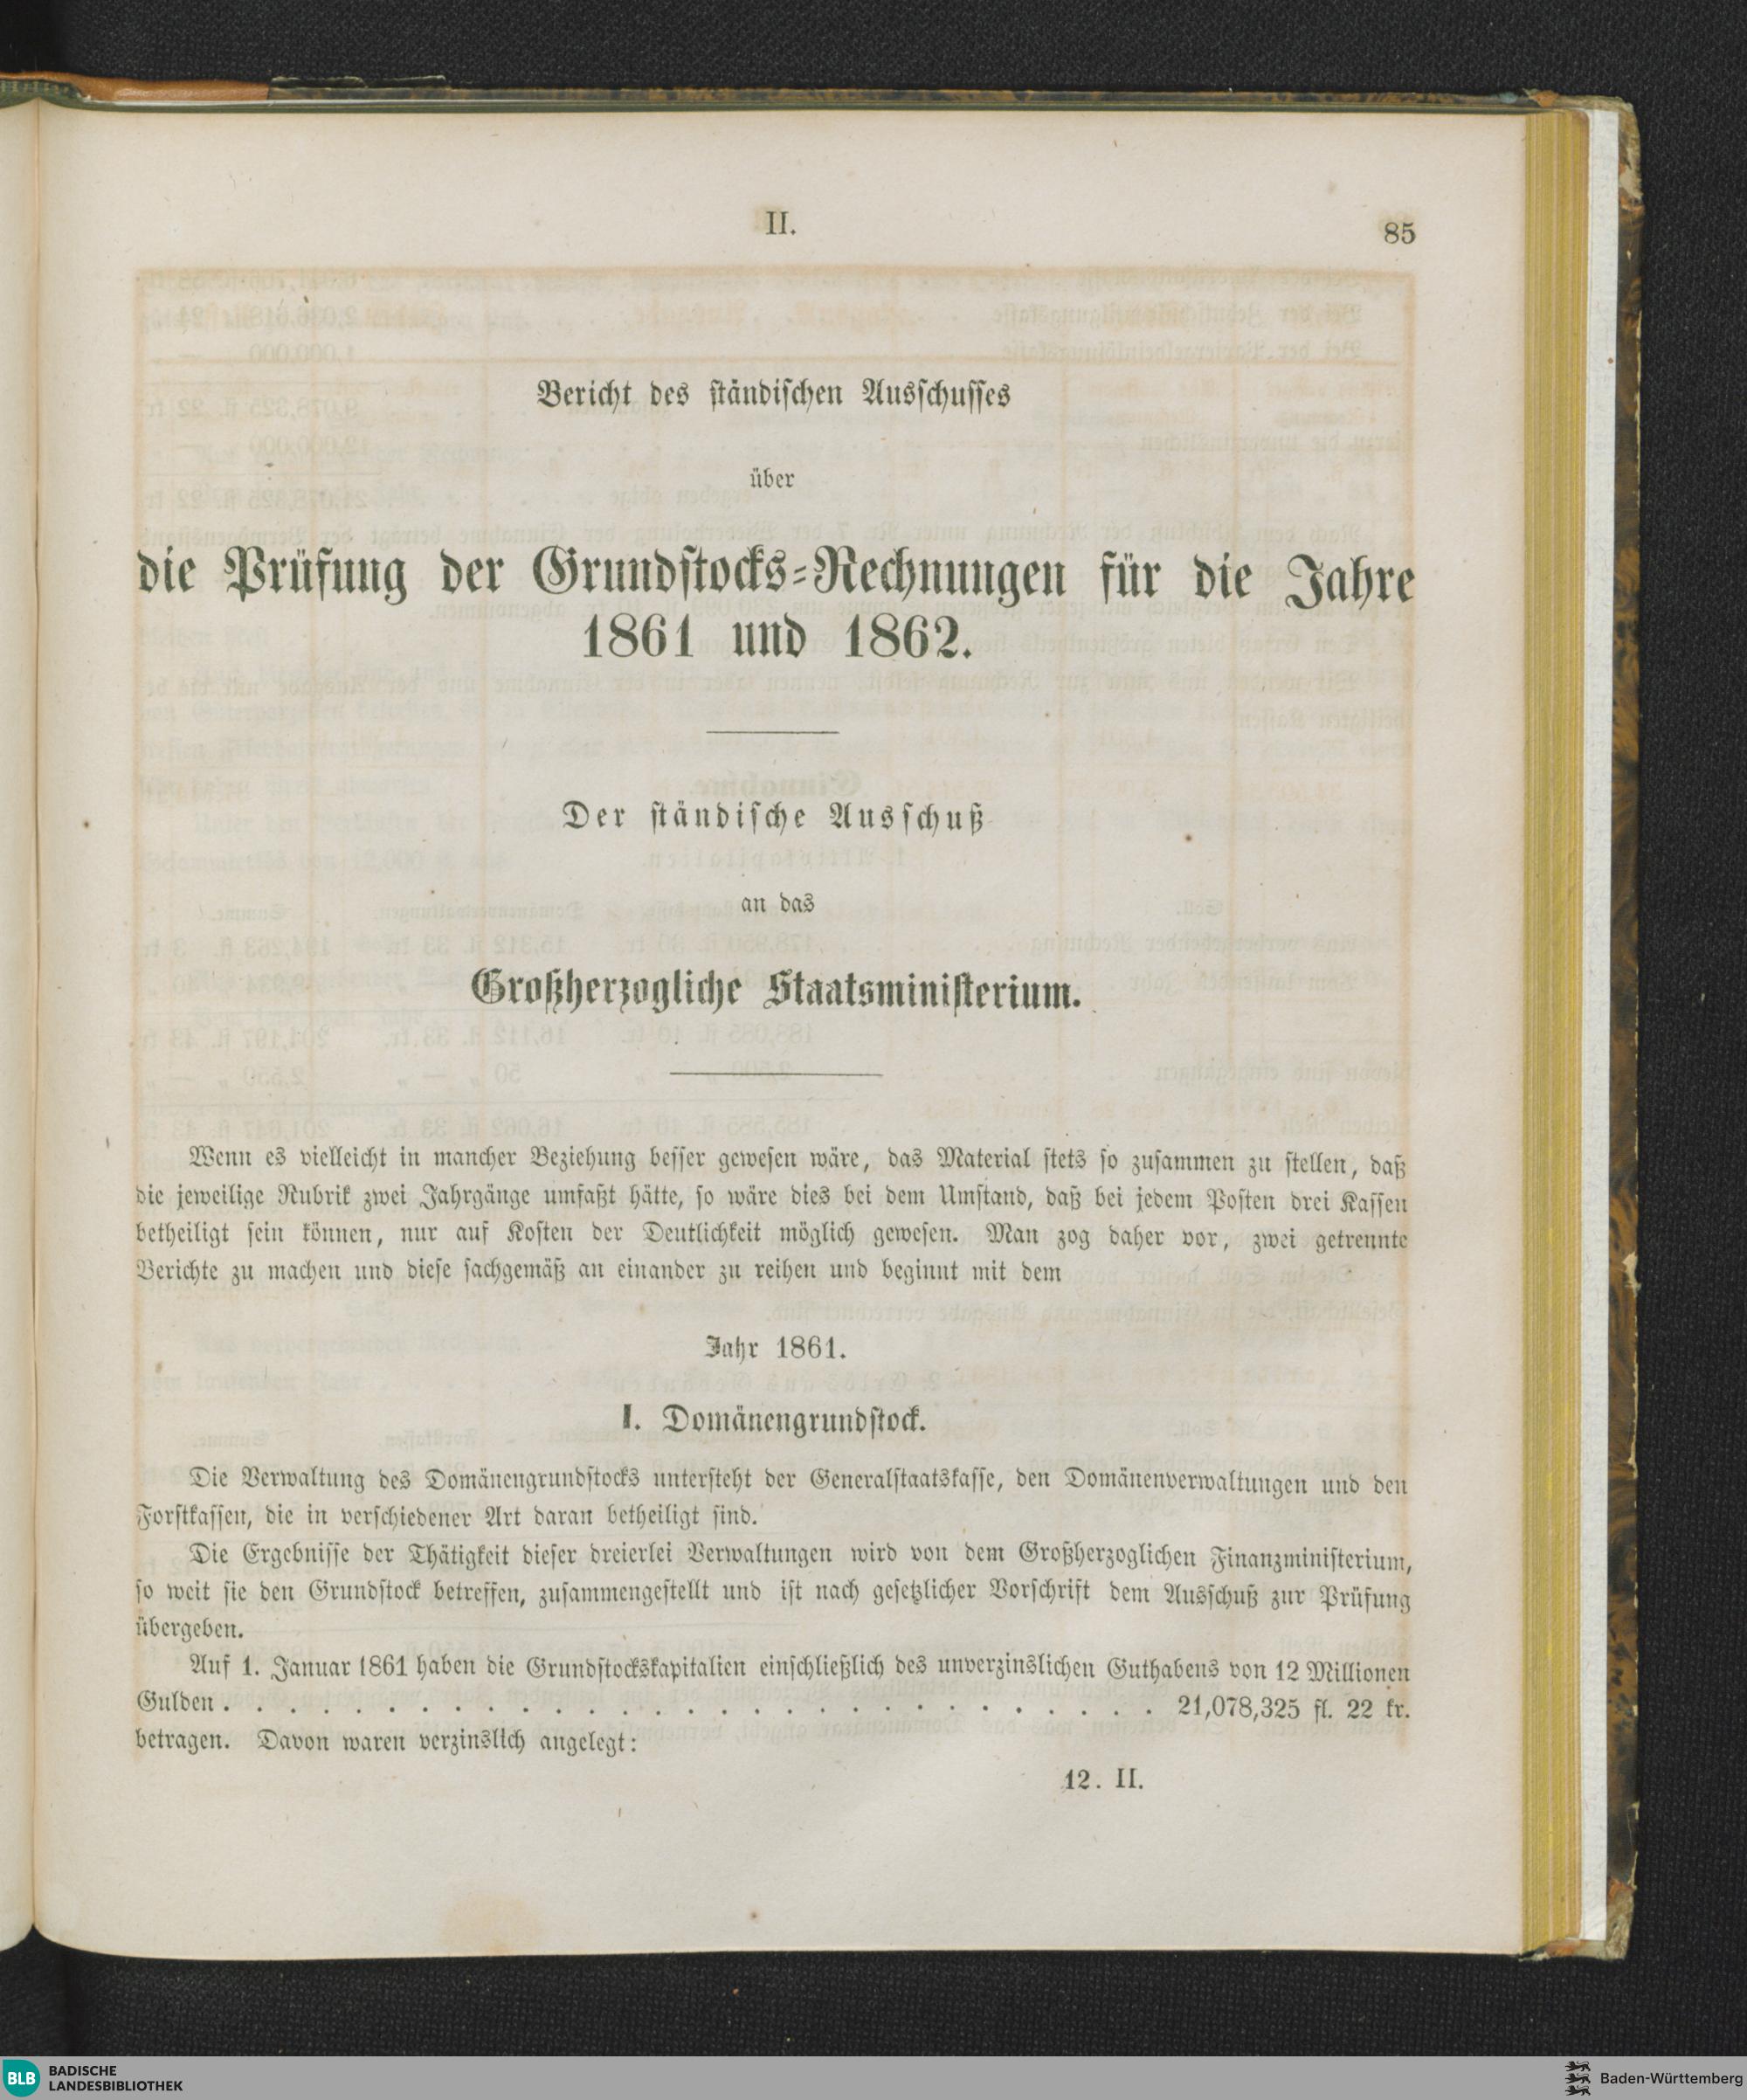 II.
85
Bericht des ständischen Ausschusses
über
die Prüfung der Grundstocks-Rechnungen für die Jahre
1861 und 1862.
Der ständische Ausschuß
an das
Großherzogliche Staatsministerium.
Wenn es vielleicht in mancher Beziehung besser gewesen wäre, das Material stets so zusammen zu stellen, daß
die jeweilige Rubrik zwei Jahrgänge umfaßt hätte, so wäre dies bei dem Umstand, daß bei jedem Posten drei Kassen
betheiligt sein können, nur auf Kosten der Deutlichkeit möglich gewesen. Man zog daher vor, zwei getrennte
Berichte zu machen und diese sachgemäß an einander zu reihen und beginnt mit dem
Jahr 1861.
I. Domänengrundstock.
Die Verwaltung des Domänengrundstocks untersteht der Generalstaatskasse, den Domänenverwaltungen und den
Forstkassen, die in verschiedener Art daran betheiligt sind.
Die Ergebnisse der Thätigkeit dieser dreierlei Verwaltungen wird von dem Großherzoglichen Finanzministerium,
so weit sie den Grundstock betreffen, zusammengestellt und ist nach gesetzlicher Vorschrift dem Ausschuß zur Prüfung
übergeben.
Auf 1. Januar 1861 haben die Grundstockskapitalien einschließlich des unverzinslichen Guthabens von 12 Millionen
Gulden . . . . . . . . . . . . . . . . . . . . . . . . . . . . . 21,078,325 fl. 22 kr.
betragen. Davon waren verzinslich angelegt:
12. II.
BLB BADISCHE
LANDESBIBLIOTHEK
Baden-Württemberg